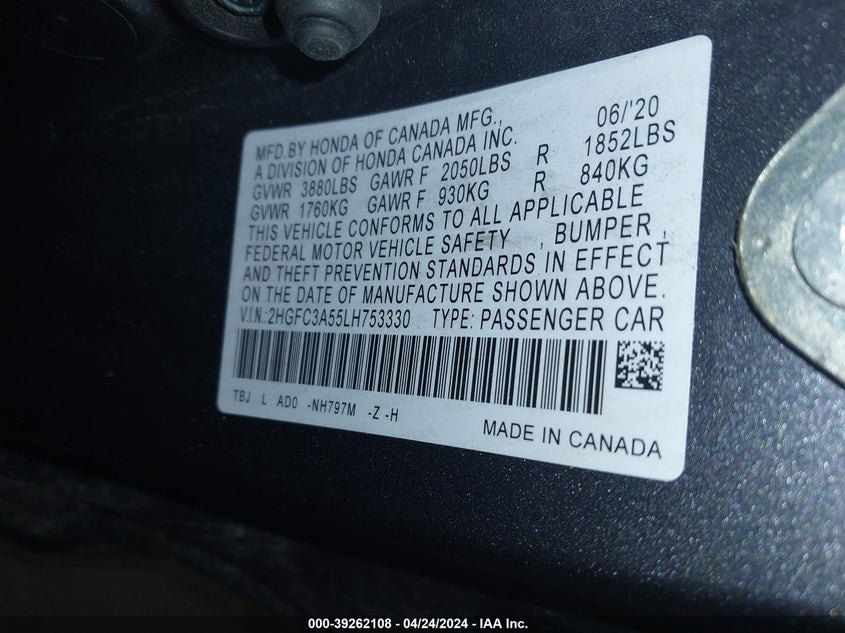 MFD. BY HONDA OF CANADA MFG., 06/'20
A DIVISION OF HONDA CANADA INC.
GVWR 3880LBS GAWR F 2050LBS R 1852LBS
GVWR 1760KG GAWR F 930KG R 840KG
THIS VEHICLE CONFORMS TO ALL APPLICABLE
FEDERAL MOTOR VEHICLE SAFETY , BUMPER ,
AND THEFT PREVENTION STANDARDS IN EFFECT
ON THE DATE OF MANUFACTURE SHOWN ABOVE.
V.I.N.:2HGFC3A55LH753330 TYPE: PASSENGER CAR
TBJ L AD0 -NH797M -Z -H
MADE IN CANADA
000-39262108 - 04/24/2024 - IAA Inc.